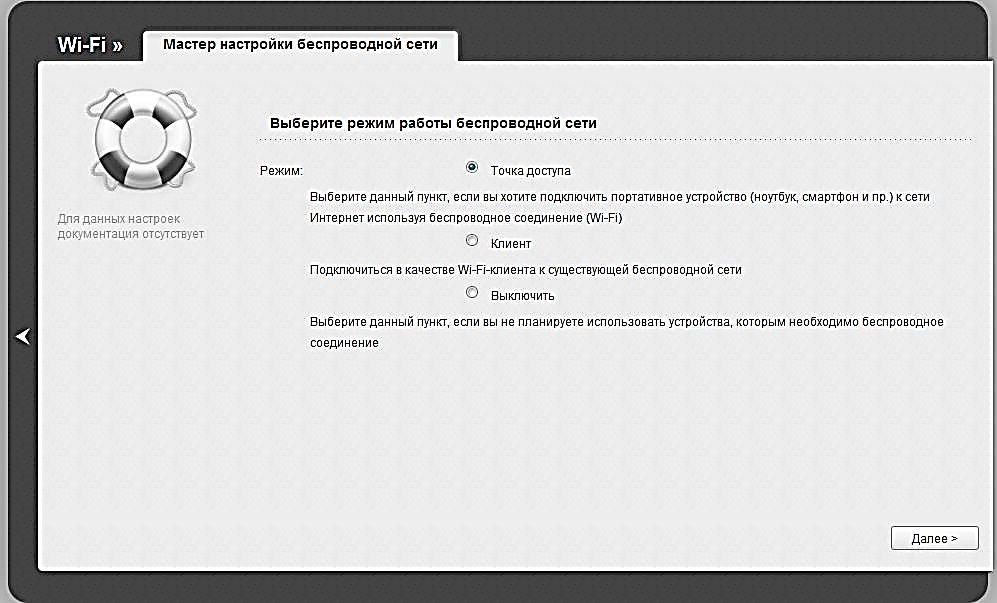 Wi-Fi »
Мастер настройки беспроводной сети
Выберите режим работы беспроводной сети
Режим:
Точка доступа
Выберите данный пункт, если вы хотите подключить портативное устройство (ноутбук, смартфон и пр.) к сети
Интернет используя беспроводное соединение (Wi-Fi)
Клиент
Подключиться в качестве Wi-Fi-клиента к существующей беспроводной сети
Выключить
Выберите данный пункт, если вы не планируете использовать устройства, которым необходимо беспроводное
соединение
Для данных настроек
документация отсутствует
Далее >